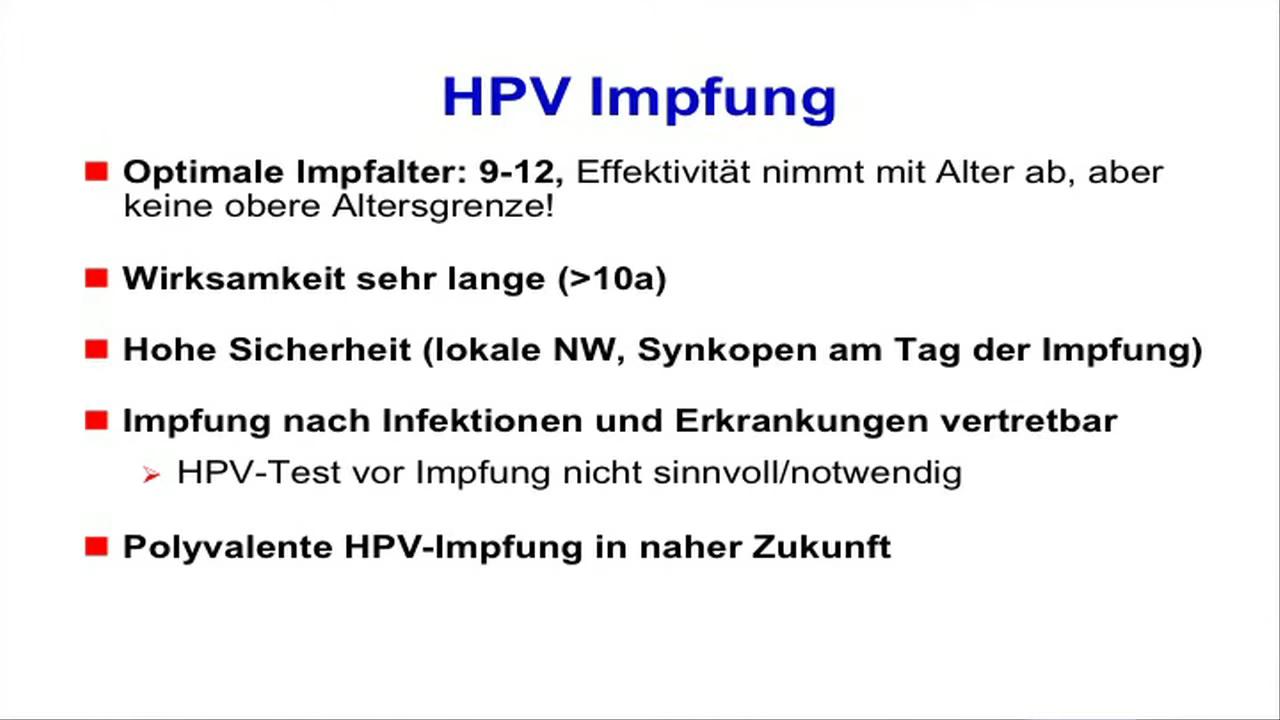 HPV Impfung
Optimale Impfalter: 9-12, Effektivität nimmt mit Alter ab, aber
keine obere Altersgrenze!
Wirksamkeit sehr lange (>10a)
Hohe Sicherheit (lokale NW, Synkopen am Tag der Impfung)
Impfung nach Infektionen und Erkrankungen vertretbar
HPV-Test vor Impfung nicht sinnvoll/notwendig
Polyvalente HPV-Impfung in naher Zukunft